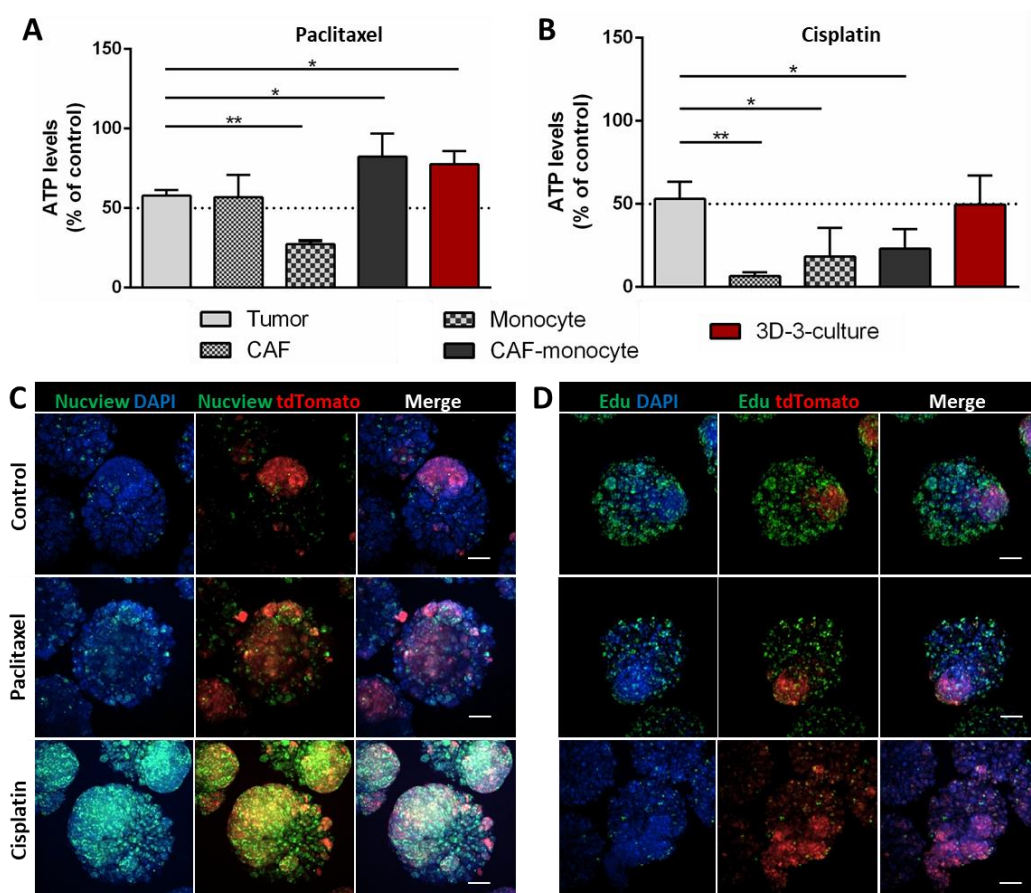 A
Paclitaxel
150
100
50
0
ATP levels
(% of control)
*
*
**
B
Cisplatin
150
100
50
0
ATP levels
(% of control)
*
*
**
Tumor
CAF
Monocyte
CAF-monocyte
3D-3-culture
C
Nucview DAPI
Nucview tdTomato
Merge
Control
Paclitaxel
Cisplatin
D
Edu DAPI
Edu tdTomato
Merge